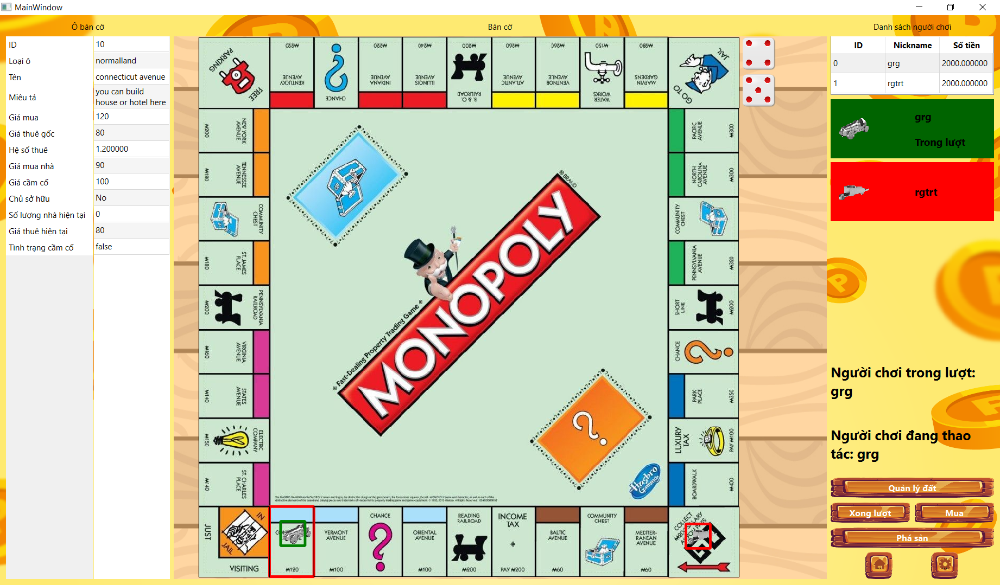 MainWindow
Ô bàn cờ
Bàn cờ
Danh sách người chơi
ID 10
Loại ô normalland
Tên connecticut avenue
Miêu tả you can build
house or hotel here
Giá mua 120
Giá thuê gốc 80
Hệ số thuê 1.200000
Giá mua nhà 90
Giá cầm cố 100
Chủ sở hữu No
Số lượng nhà hiện tại 0
Giá thuê hiện tại 80
Tình trạng cầm cố false
FREE
PARKING
KENTUCKY
AVENUE
₩220
CHANCE
INDIANA
AVENUE
₩220
ILLINOIS
AVENUE
₩240
B. & O.
RAILROAD
₩200
ATLANTIC
AVENUE
₩260
VENTNOR
AVENUE
₩260
WATER
WORKS
₩150
MARVIN
GARDENS
₩280
GO TO
JAIL
NEW YORK
AVENUE
₩200
TENNESSEE
AVENUE
₩180
COMMUNITY
CHEST
ST. JAMES
PLACE
₩180
PENNSYLVANIA
RAILROAD
₩200
VIRGINIA
AVENUE
₩160
STATES
AVENUE
₩140
ELECTRIC
COMPANY
₩150
ST. CHARLES
PLACE
₩140
PACIFIC
AVENUE
₩300
NORTH
CAROLINA
AVENUE
₩300
COMMUNITY
CHEST
PENNSYLVANIA
AVENUE
₩320
SHORT
LINE
₩200
CHANCE
PARK
PLACE
₩350
LUXURY
TAX
PAY ₩100
BOARDWALK
₩400
Fast-Dealing Property Trading Game
MONOPOLY
BRAND
Hasbro
Gaming
JUST
IN
JAIL
VISITING
₩120
VERMONT
AVENUE
₩100
CHANCE
ORIENTAL
AVENUE
₩100
READING
RAILROAD
₩200
INCOME
TAX
PAY ₩200
BALTIC
AVENUE
₩60
COMMUNITY
CHEST
MEDITER-
RANEAN
AVENUE
₩60
COLLECT
ID Nickname Số tiền
0 grg 2000.000000
1 rgtrt 2000.000000
grg
Trong lượt
rgtrt
Người chơi trong lượt:
grg
Người chơi đang thao
tác: grg
Quản lý đất
Xong lượt
Mua
Phá sản